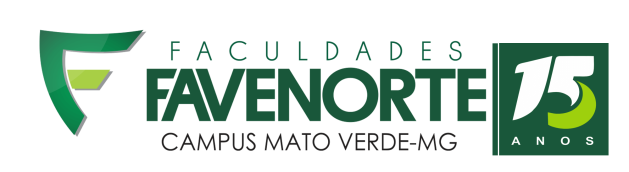 FACULDADES
FAVENORTE
CAMPUS MATO VERDE-MG
15
ANOS